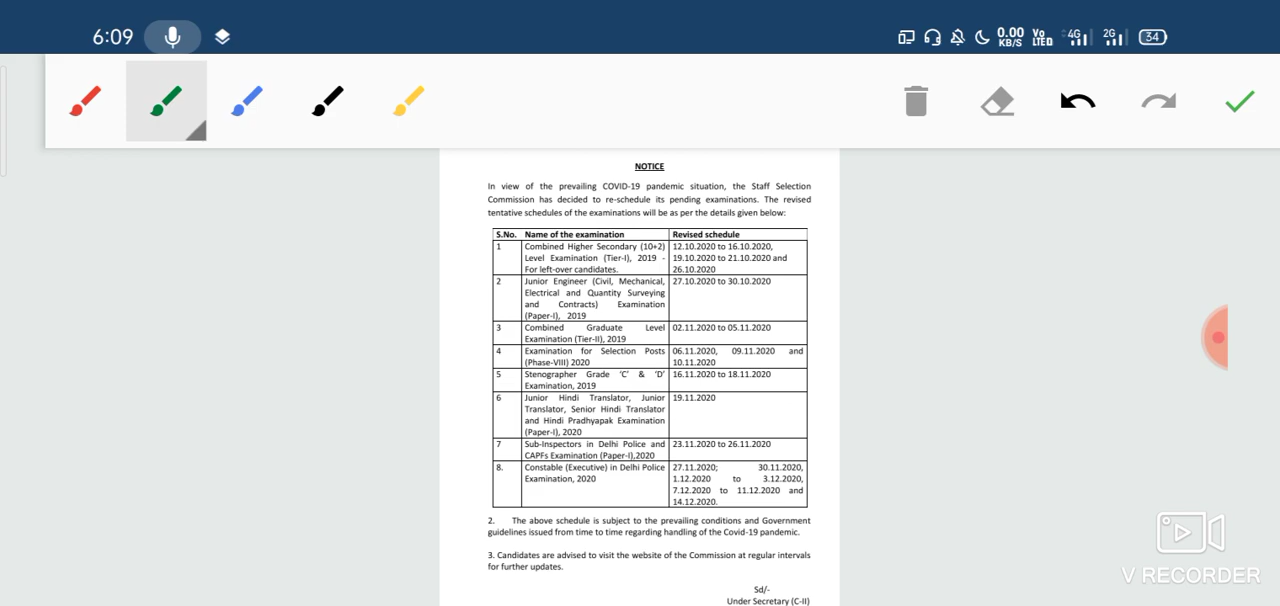 6:09
0.00
KB/S
Vo
LTED
4G
2G
34
NOTICE
In view of the prevailing COVID-19 pandemic situation, the Staff Selection
Commission has decided to re-schedule its pending examinations. The revised
tentative schedules of the examinations will be as per the details given below:
S.No. Name of the examination Revised schedule
1 Combined Higher Secondary (10+2) 12.10.2020 to 16.10.2020,
Level Examination (Tier-I), 2019 - 19.10.2020 to 21.10.2020 and
For left-over candidates. 26.10.2020
2 Junior Engineer (Civil, Mechanical, 27.10.2020 to 30.10.2020
Electrical and Quantity Surveying
and Contracts) Examination
(Paper-I), 2019
3 Combined Graduate Level 02.11.2020 to 05.11.2020
Examination (Tier-II), 2019
4 Examination for Selection Posts 06.11.2020, 09.11.2020 and
(Phase-VIII) 2020 10.11.2020
5 Stenographer Grade ‘C’ & ‘D’ 16.11.2020 to 18.11.2020
Examination, 2019
6 Junior Hindi Translator, Junior 19.11.2020
Translator, Senior Hindi Translator
and Hindi Pradhyapak Examination
(Paper-I), 2020
7 Sub-Inspectors in Delhi Police and 23.11.2020 to 26.11.2020
CAPFs Examination (Paper-I),2020
8. Constable (Executive) in Delhi Police 27.11.2020; 30.11.2020,
Examination, 2020 1.12.2020 to 3.12.2020,
7.12.2020 to 11.12.2020 and
14.12.2020.
2. The above schedule is subject to the prevailing conditions and Government
guidelines issued from time to time regarding handling of the Covid-19 pandemic.
3. Candidates are advised to visit the website of the Commission at regular intervals
for further updates.
Sd/-
Under Secretary (C-II)
V RECORDER